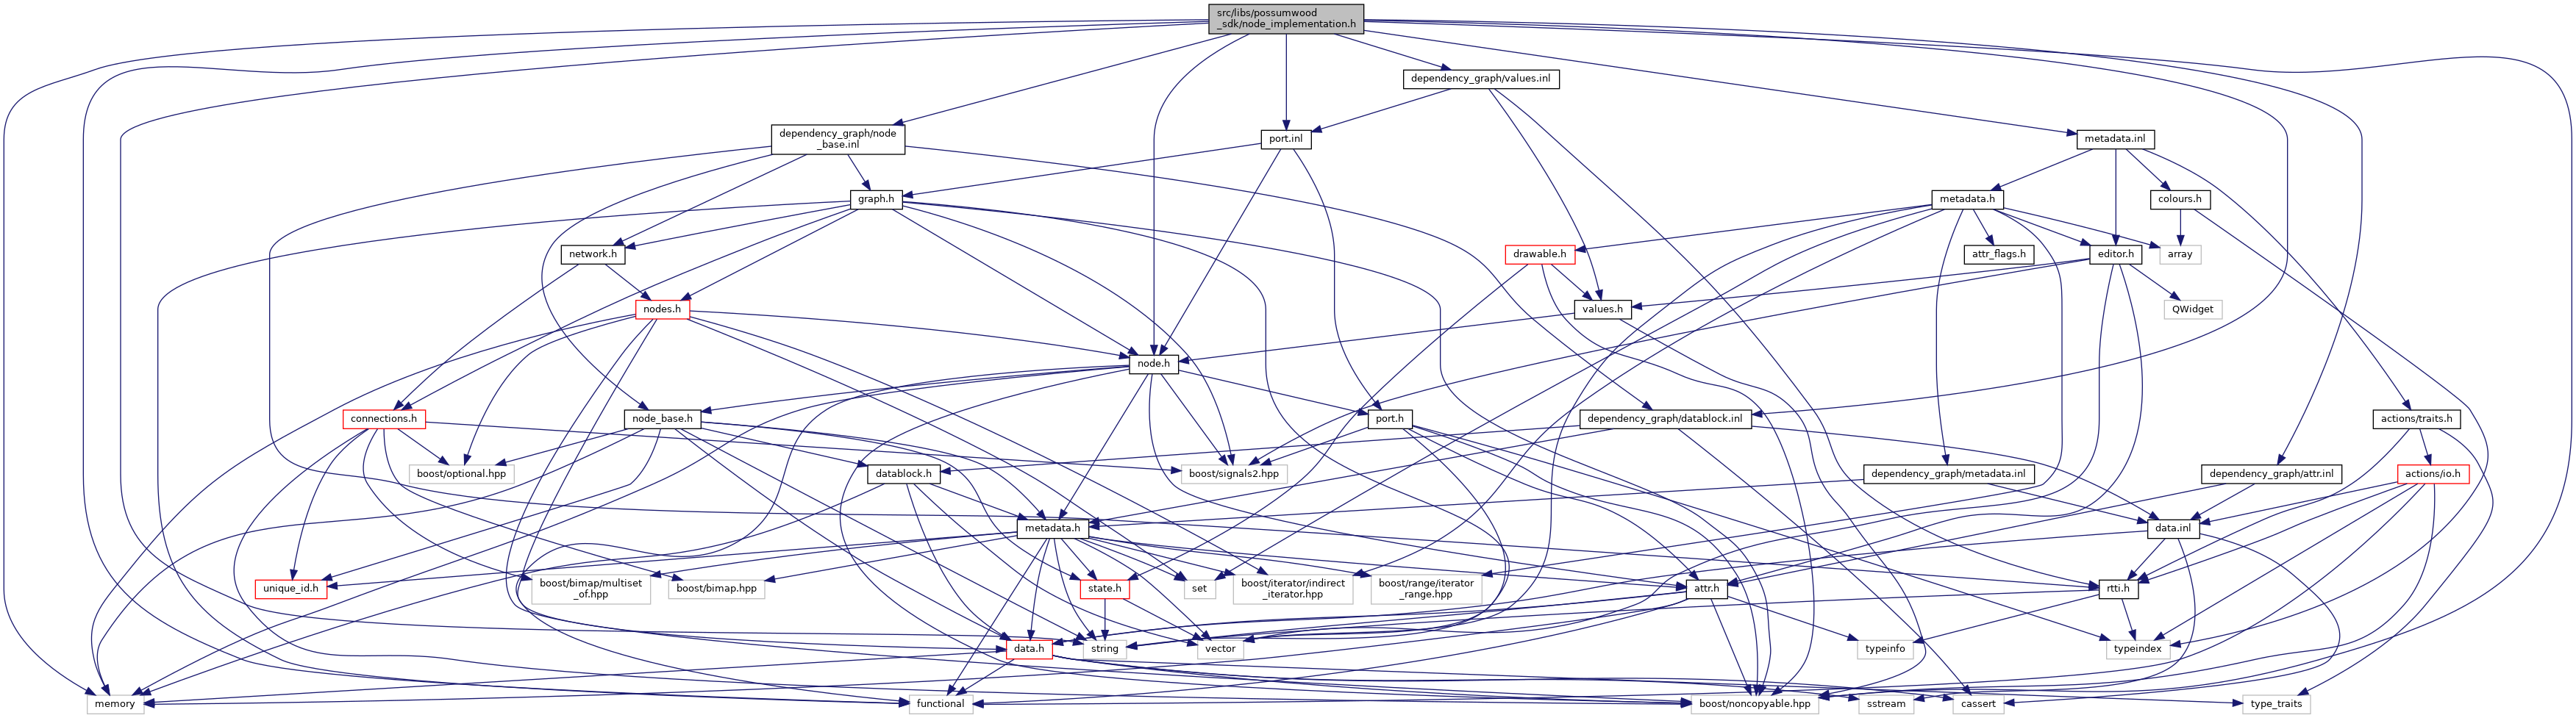 src/libs/possumwood
_sdk/node_implementation.h
dependency_graph/values.inl
dependency_graph/node
_base.inl
port.inl
metadata.inl
graph.h
metadata.h
colours.h
network.h
drawable.h
attr_flags.h
editor.h
array
nodes.h
values.h
QWidget
node.h
connections.h
node_base.h
port.h
dependency_graph/datablock.inl
actions/traits.h
boost/optional.hpp
datablock.h
boost/signals2.hpp
dependency_graph/metadata.inl
dependency_graph/attr.inl
actions/io.h
metadata.h
data.inl
unique_id.h
boost/bimap/multiset
_of.hpp
boost/bimap.hpp
state.h
set
boost/iterator/indirect
_iterator.hpp
boost/range/iterator
_range.hpp
attr.h
rtti.h
data.h
string
vector
typeinfo
typeindex
memory
functional
boost/noncopyable.hpp
sstream
cassert
type_traits